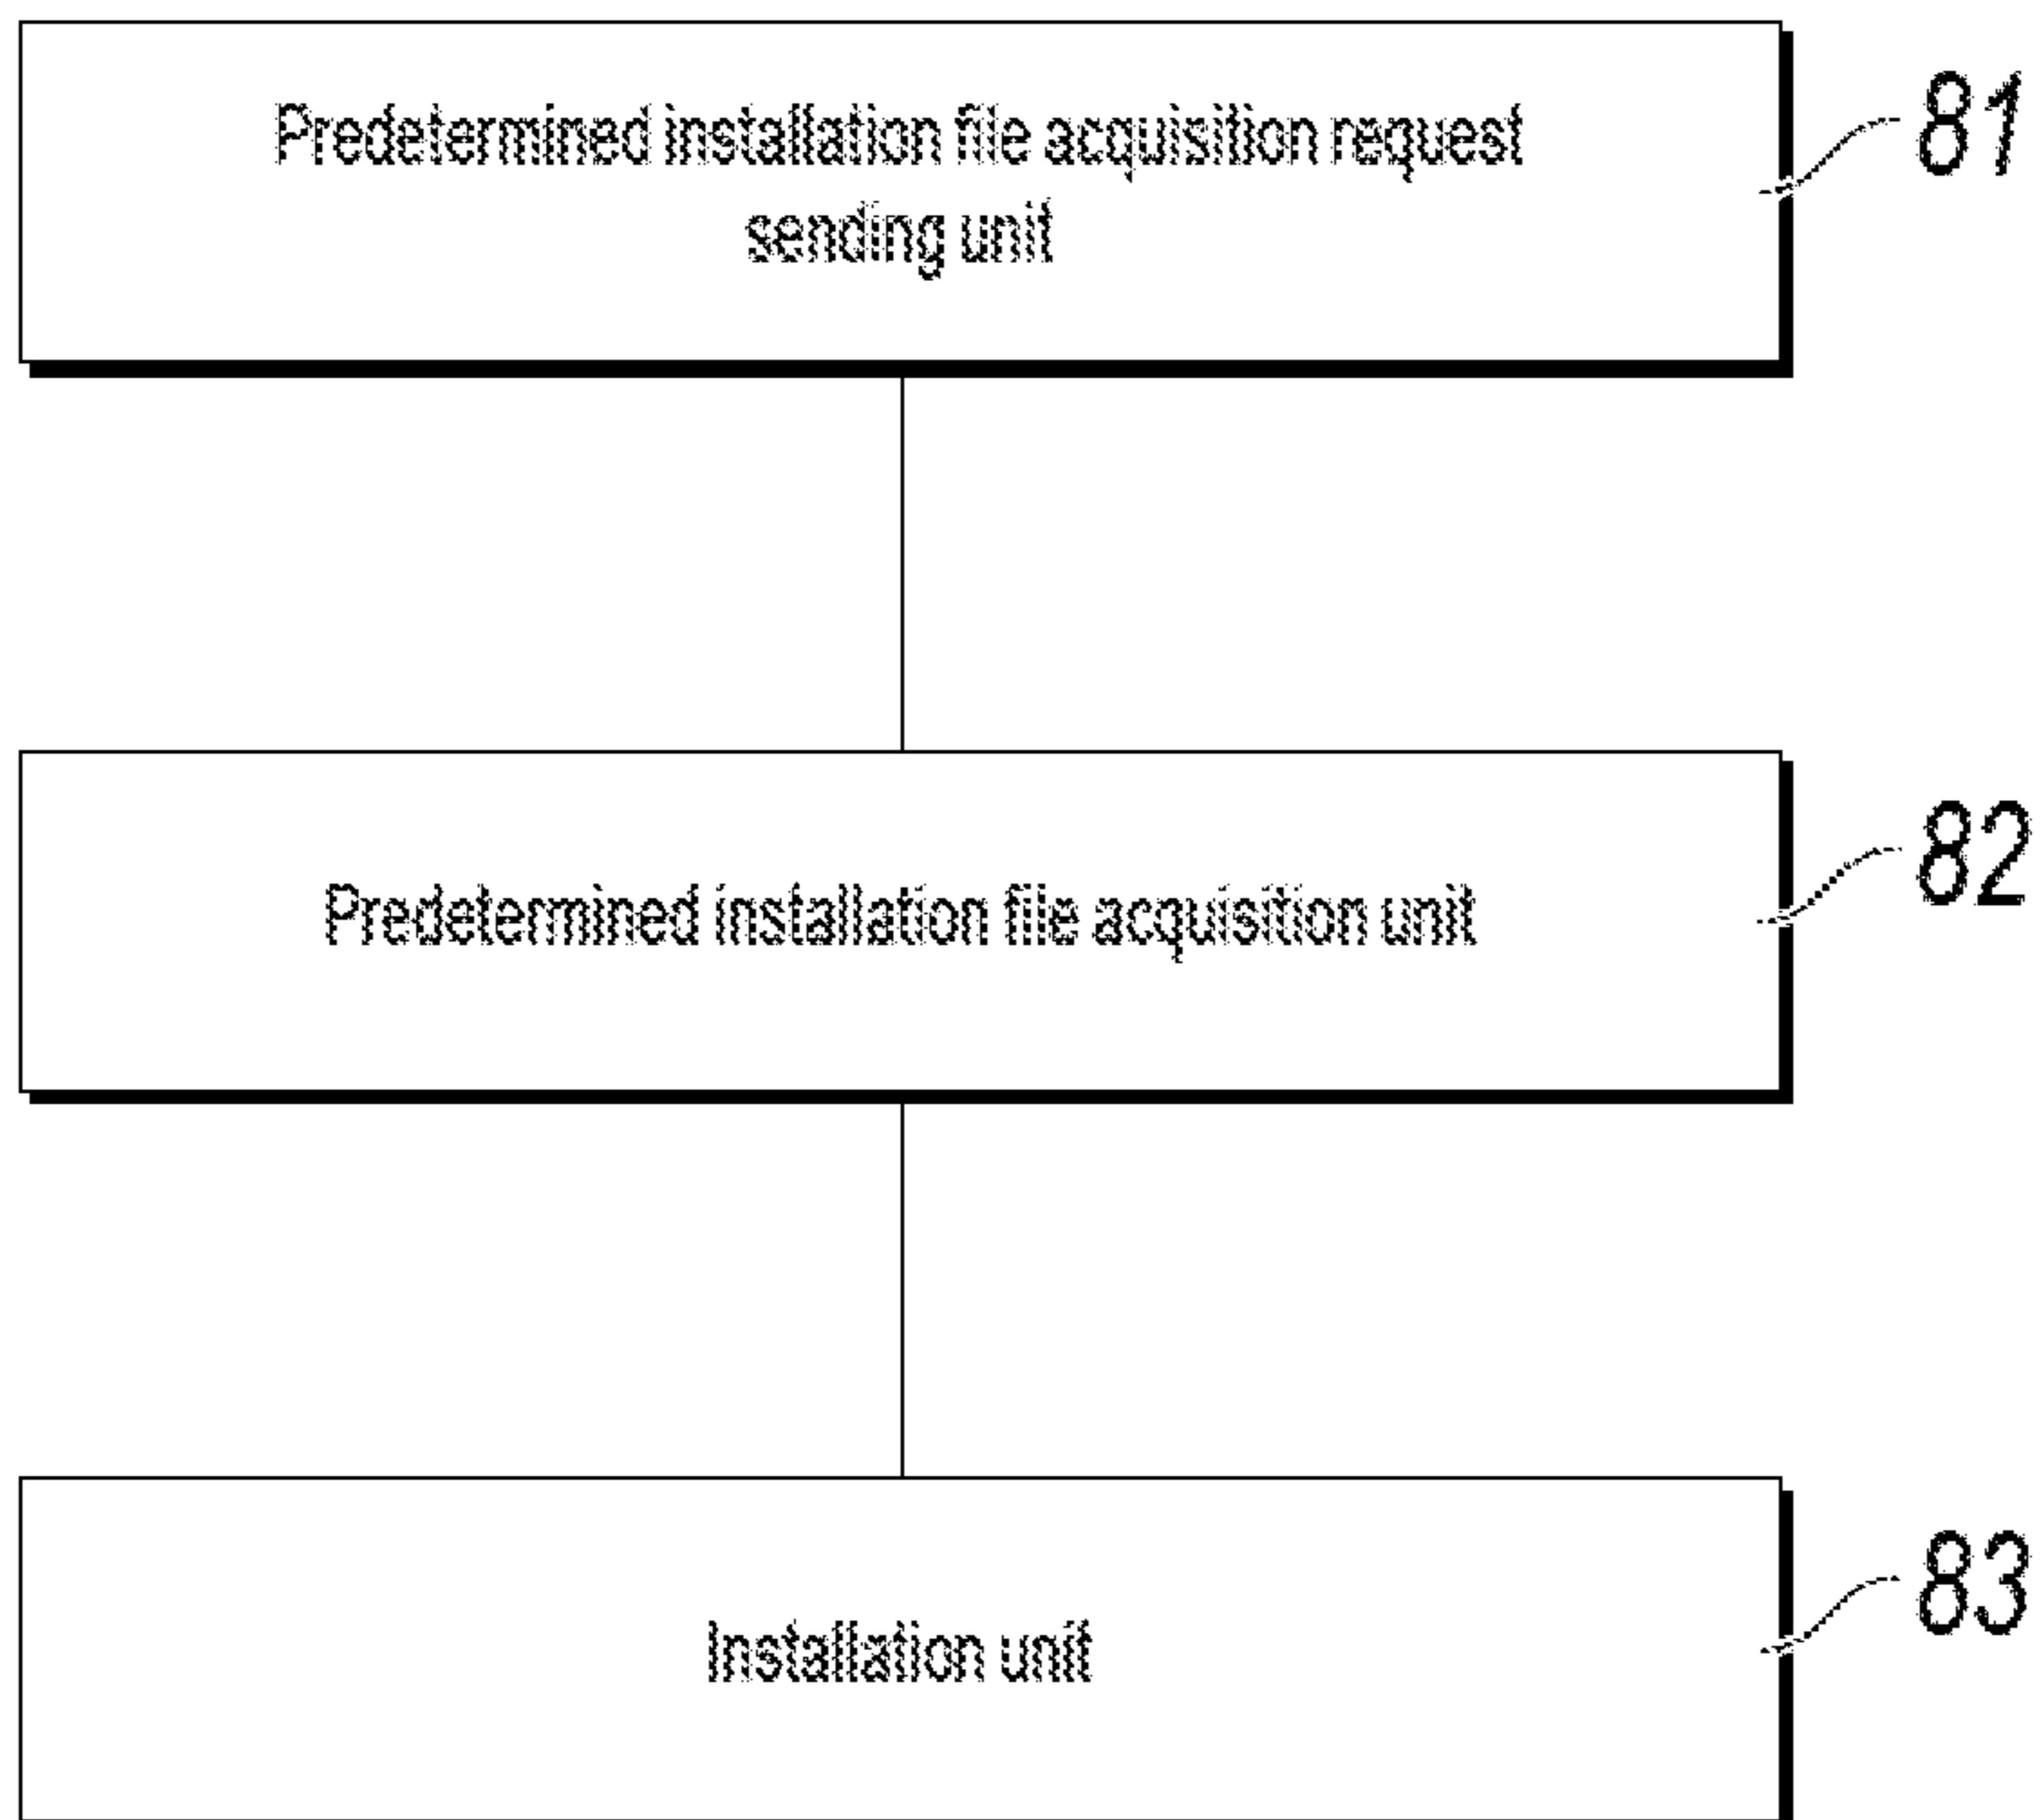 Predetermined installation file acquisition request
sending unit
81
Predetermined installation file acquisition unit
82
Installation unit
83